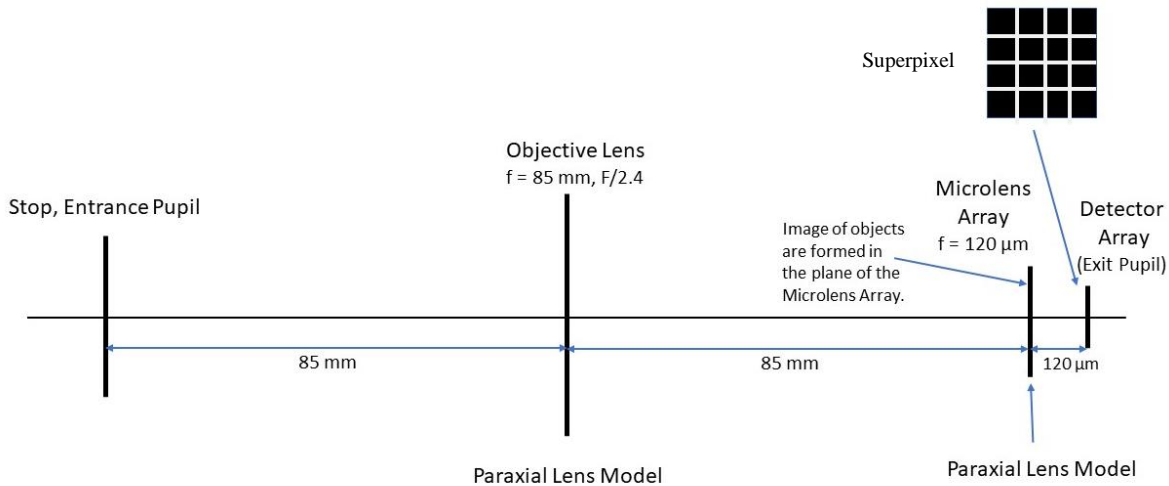 Superpixel
Objective Lens
f = 85 mm, F/2.4
Stop, Entrance Pupil
Microlens
Array
f = 120 μm
Detector
Array
(Exit Pupil)
Image of objects
are formed in
the plane of the
Microlens Array.
85 mm
85 mm
120 μm
Paraxial Lens Model
Paraxial Lens Model